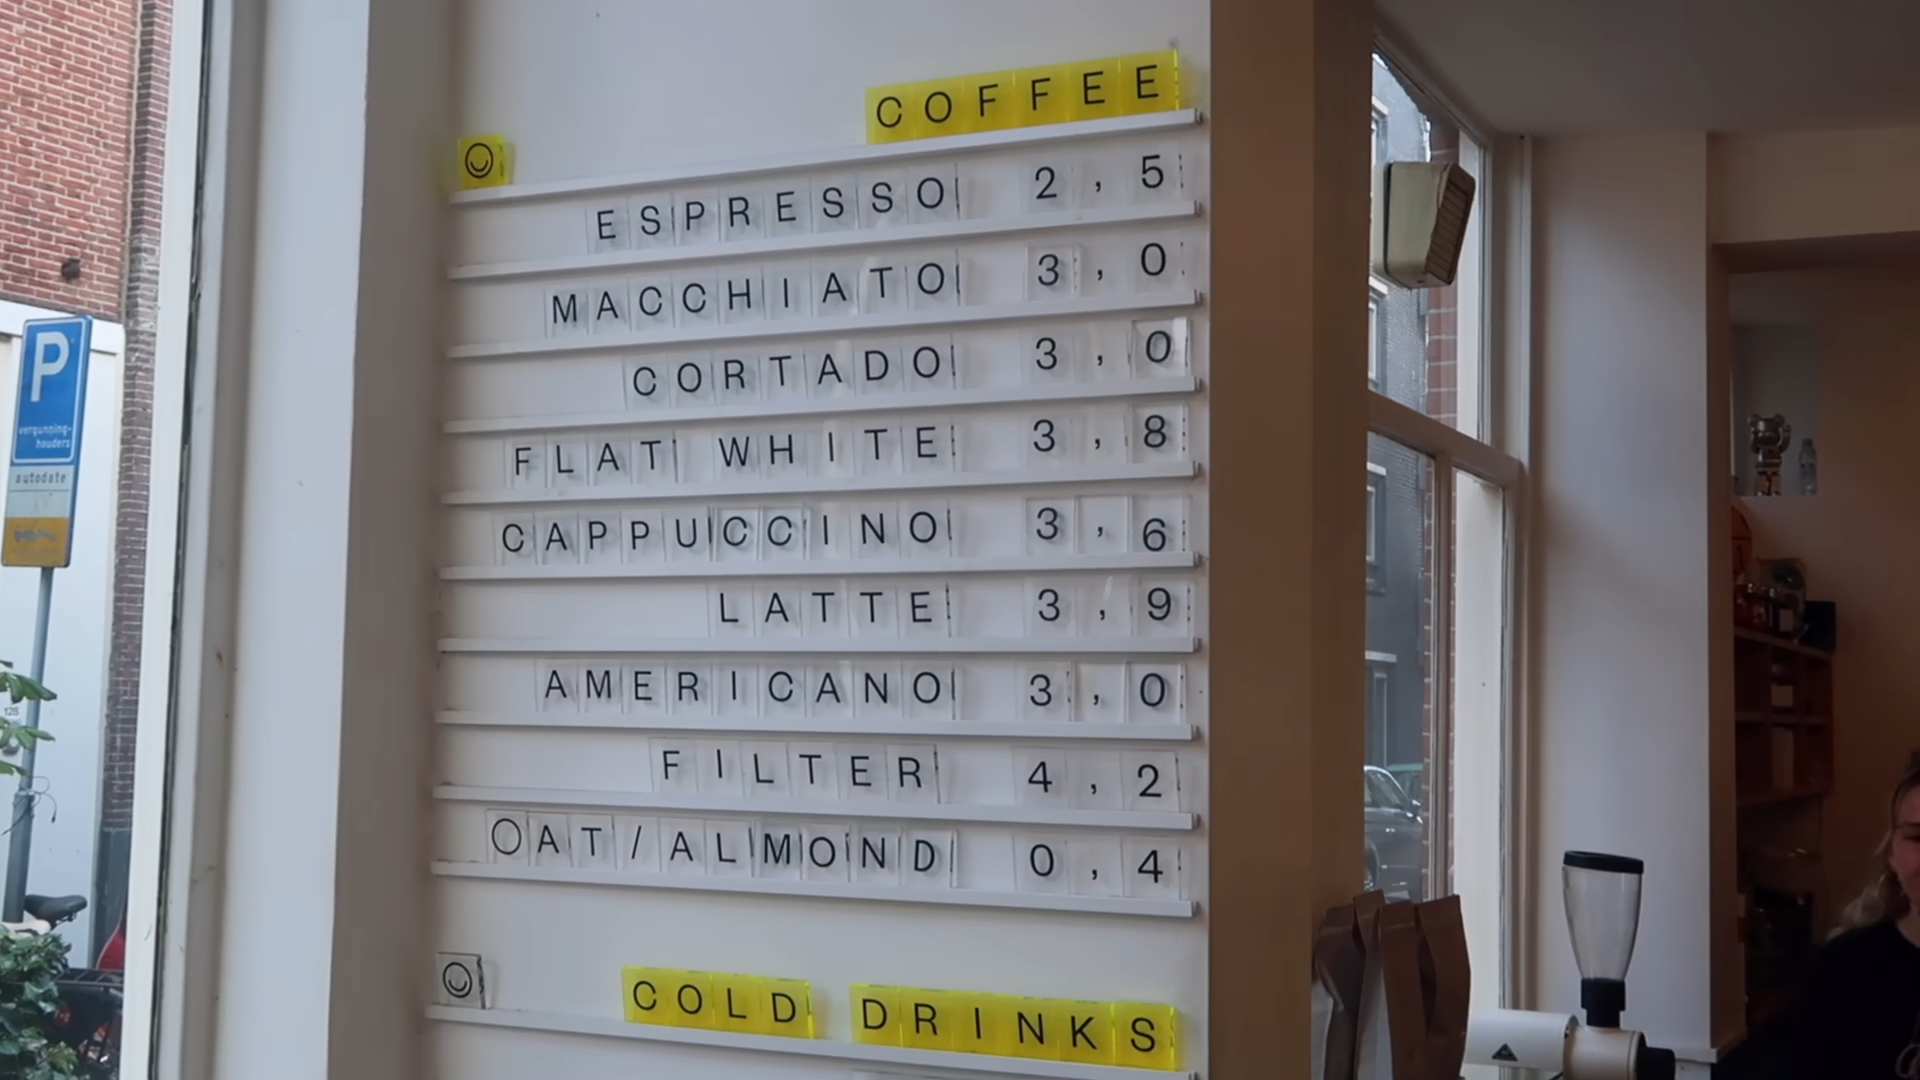 COFFEE
ESPRESSO 2,5
MACCHIATO 3,0
CORTADO 3,0
FLAT WHITE 3,8
CAPPUCCINO 3,6
LATTE 3,9
AMERICANO 3,0
FILTER 4,2
OAT/ALMOND 0,4
COLD DRINKS
P
vergunning-
houders
autodate
128